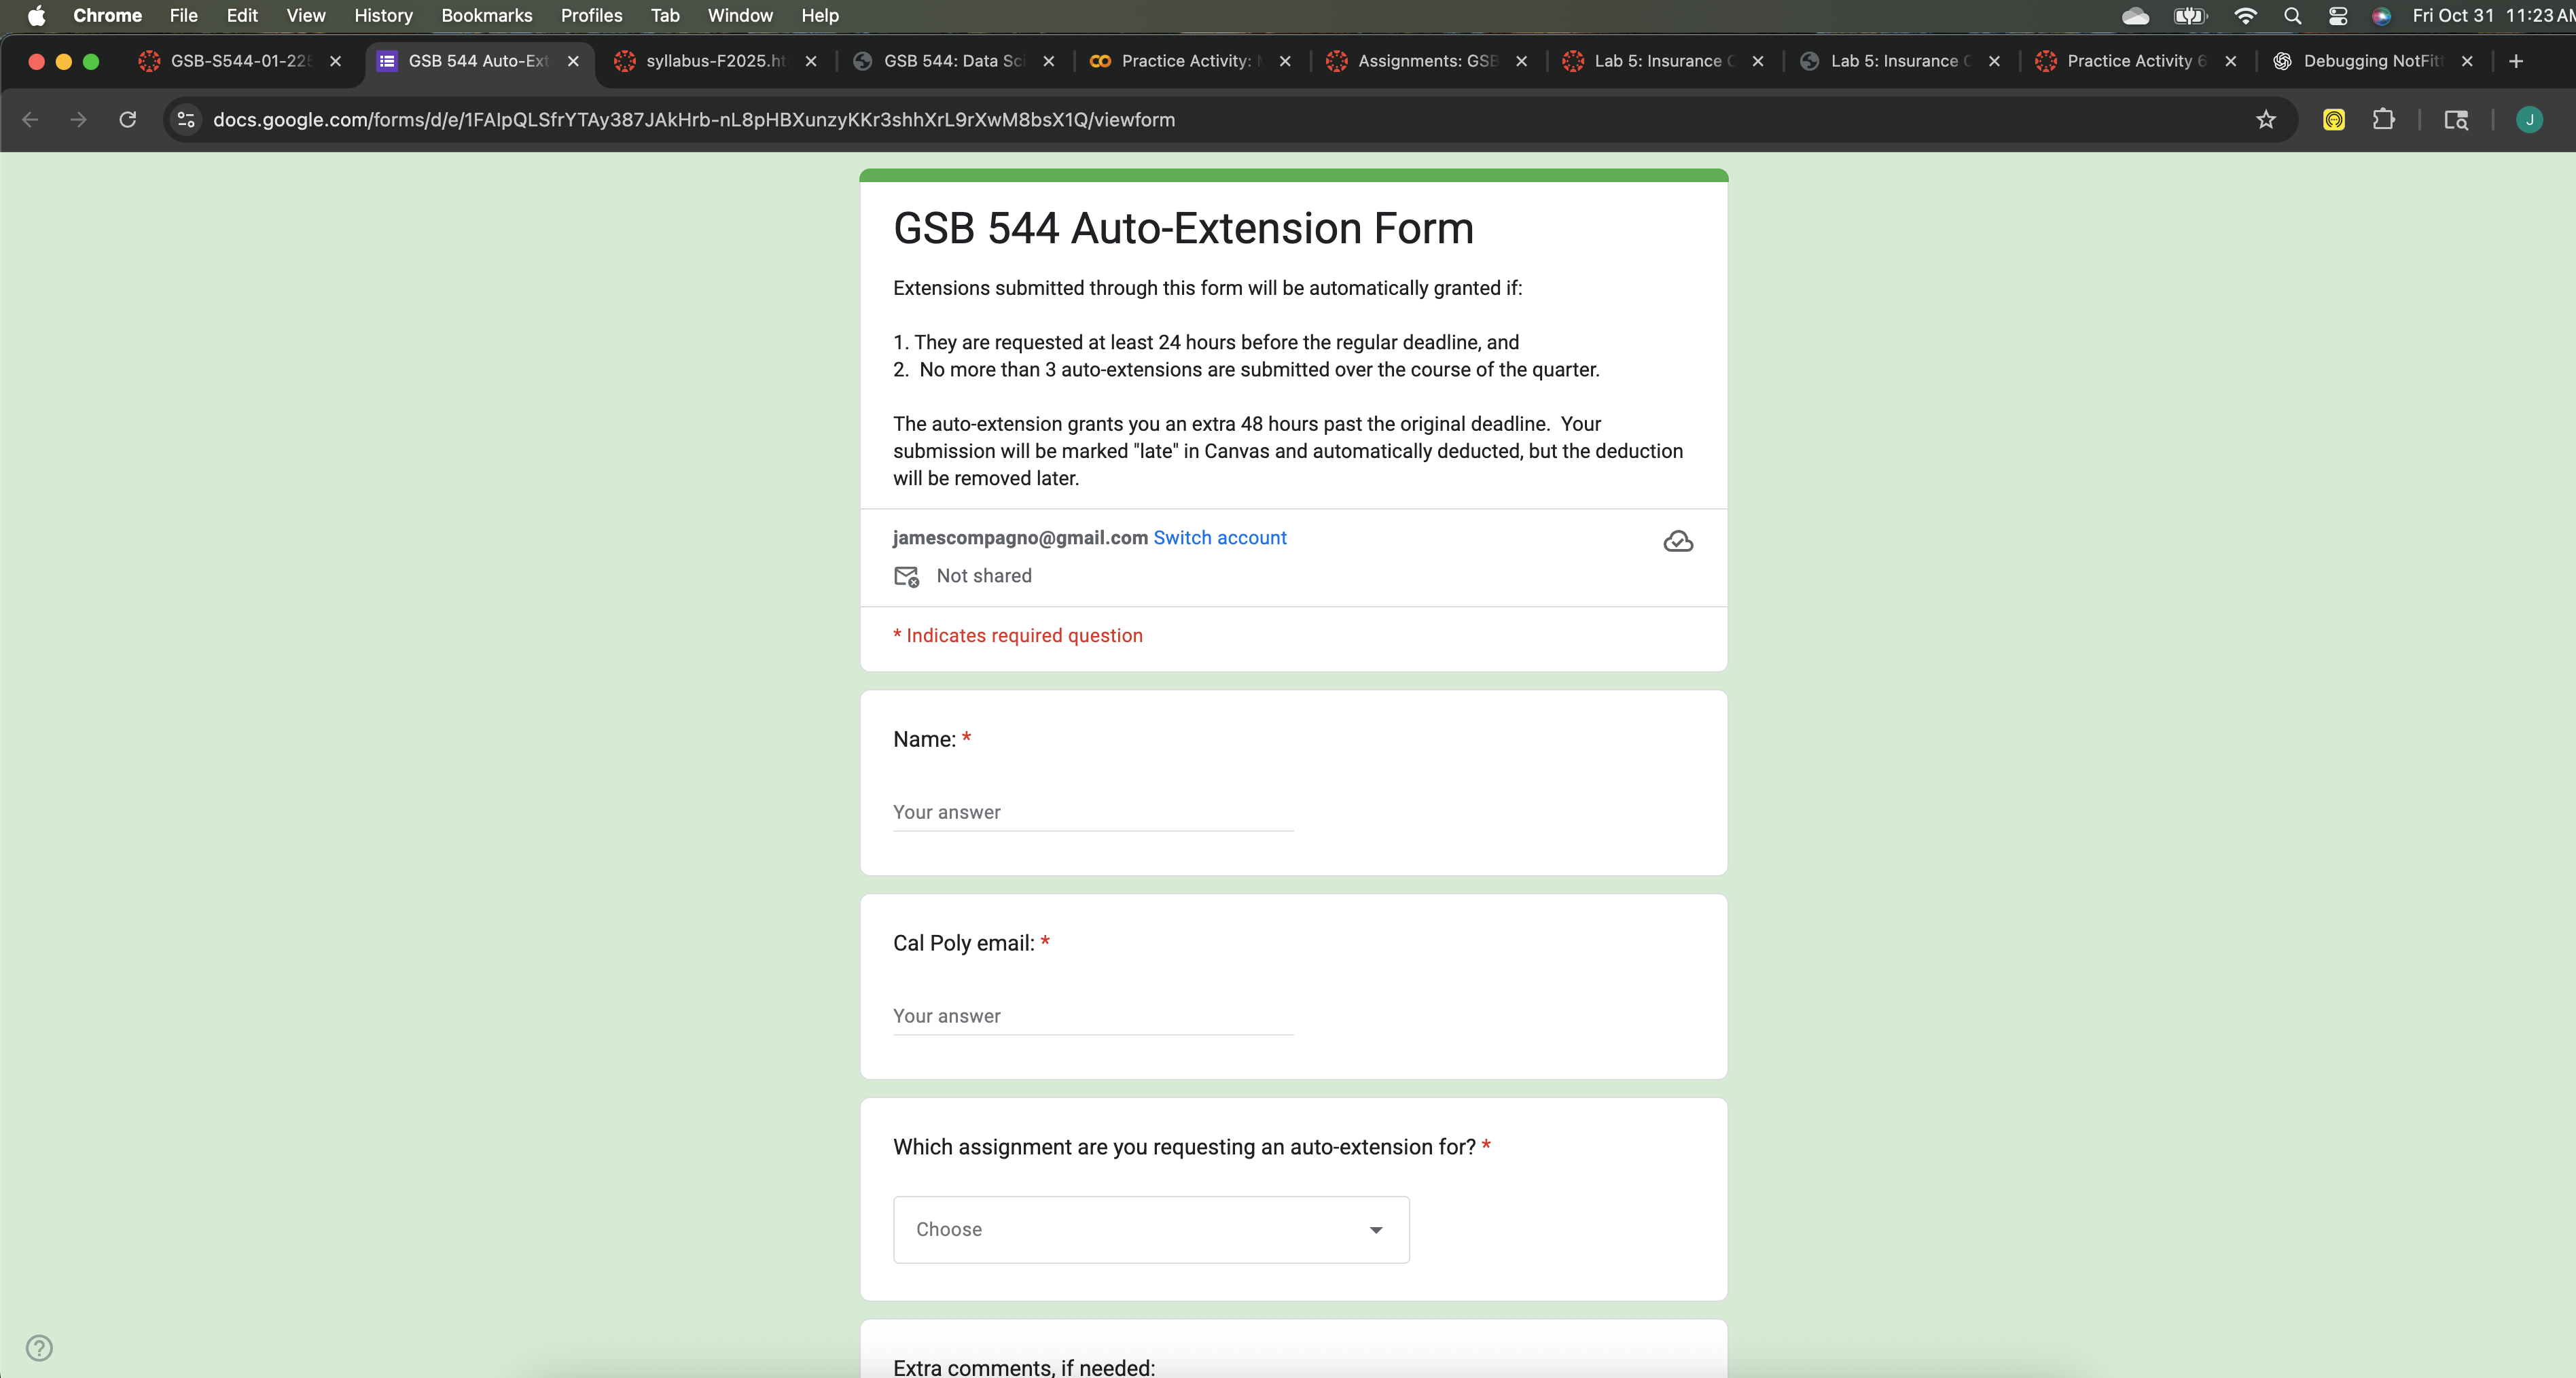 Chrome File Edit View History Bookmarks Profiles Tab Window Help Fri Oct 31 11:23 AM
GSB-S544-01-225 GSB 544 Auto-Ext syllabus-F2025.ht GSB 544: Data Sci Practice Activity: Assignments: GSB Lab 5: Insurance Lab 5: Insurance Practice Activity 6 Debugging NotFitt
docs.google.com/forms/d/e/1FAIpQLSfrYTAy387JAkHrb-nL8pHBXunzyKKr3shhXrL9rXwM8bsX1Q/viewform J
GSB 544 Auto-Extension Form
Extensions submitted through this form will be automatically granted if:
1. They are requested at least 24 hours before the regular deadline, and
2. No more than 3 auto-extensions are submitted over the course of the quarter.
The auto-extension grants you an extra 48 hours past the original deadline. Your
submission will be marked "late" in Canvas and automatically deducted, but the deduction
will be removed later.
jamescompagno@gmail.com Switch account
Not shared
* Indicates required question
Name: *
Your answer
Cal Poly email: *
Your answer
Which assignment are you requesting an auto-extension for? *
Choose
Extra comments, if needed: